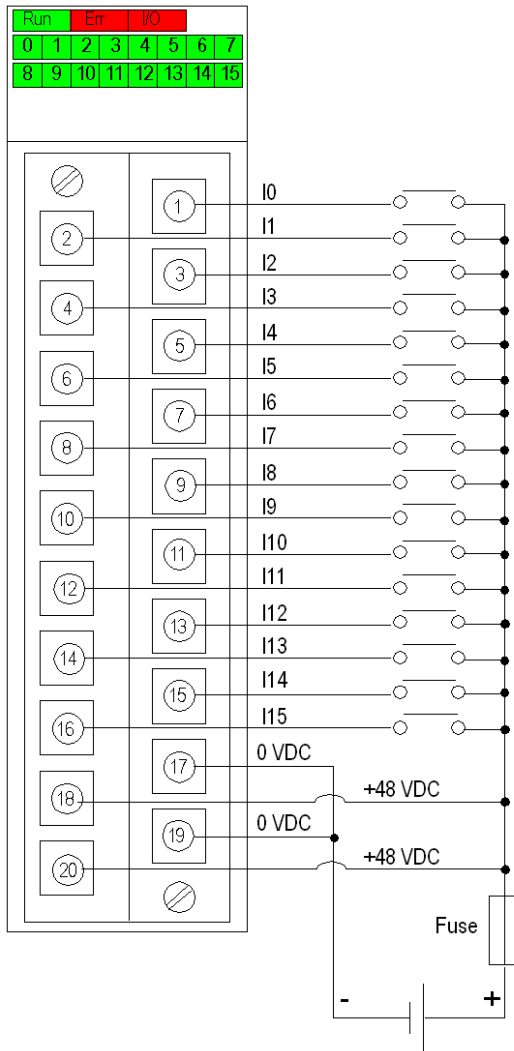 Run Err I/O
0 1 2 3 4 5 6 7
8 9 10 11 12 13 14 15
1 I0
2 I1
3 I2
4 I3
5 I4
6 I5
7 I6
8 I7
9 I8
10 I9
11 I10
12 I11
13 I12
14 I13
15 I14
16 I15
17 0 VDC
18 +48 VDC
19 0 VDC
20 +48 VDC
Fuse
- +